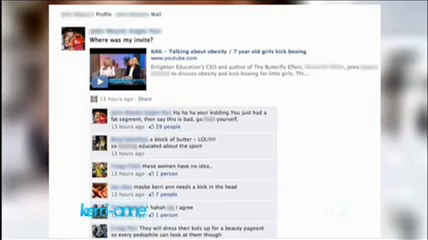 Profile Mail
Where was my invite?
KAK – Talking about obesity / 7 year old girls kick boxing
www.youtube.com
Enlighten Education's CEO and author of The Butterfly Effect, joins
to discuss obesity and kick boxing for little girls. Thi...
13 hours ago · Share
Ha ha ha your kidding.You just had a
fat segment, then say this is bad, go yourself.
13 hours ago · 29 people
a block of butter – LOL!!!!
so educated about the sport
13 hours ago
these women have no idea..
13 hours ago · 1 person
maybe kerri ann needs a kick in the head
13 hours ago · 7 people
hahah i agree
13 hours ago · 1 person
They will dress their kids up for a beauty pageant
so every pedophile can look at them though
kerri-anne